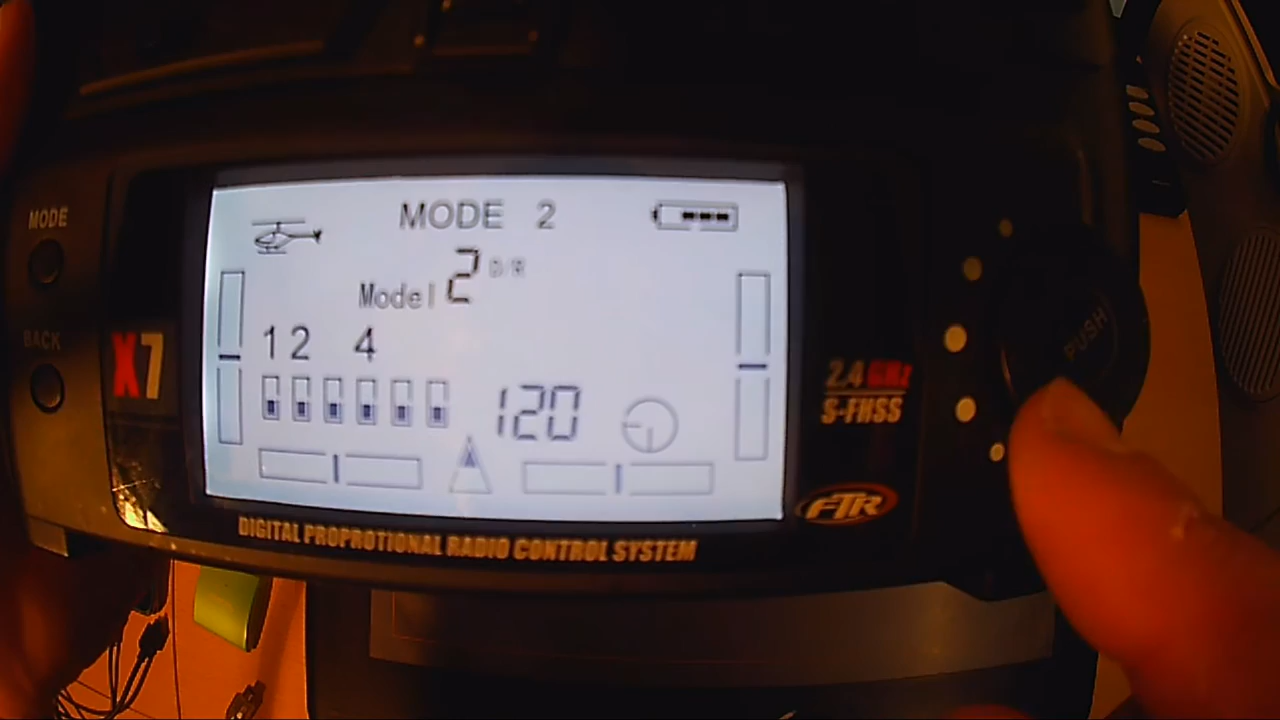 MODE
BACK
X7
MODE 2
Model 2 D/R
1 2 4
120
2.4 GHz
S-FHSS
FTR
PUSH
DIGITAL PROPROTIONAL RADIO CONTROL SYSTEM